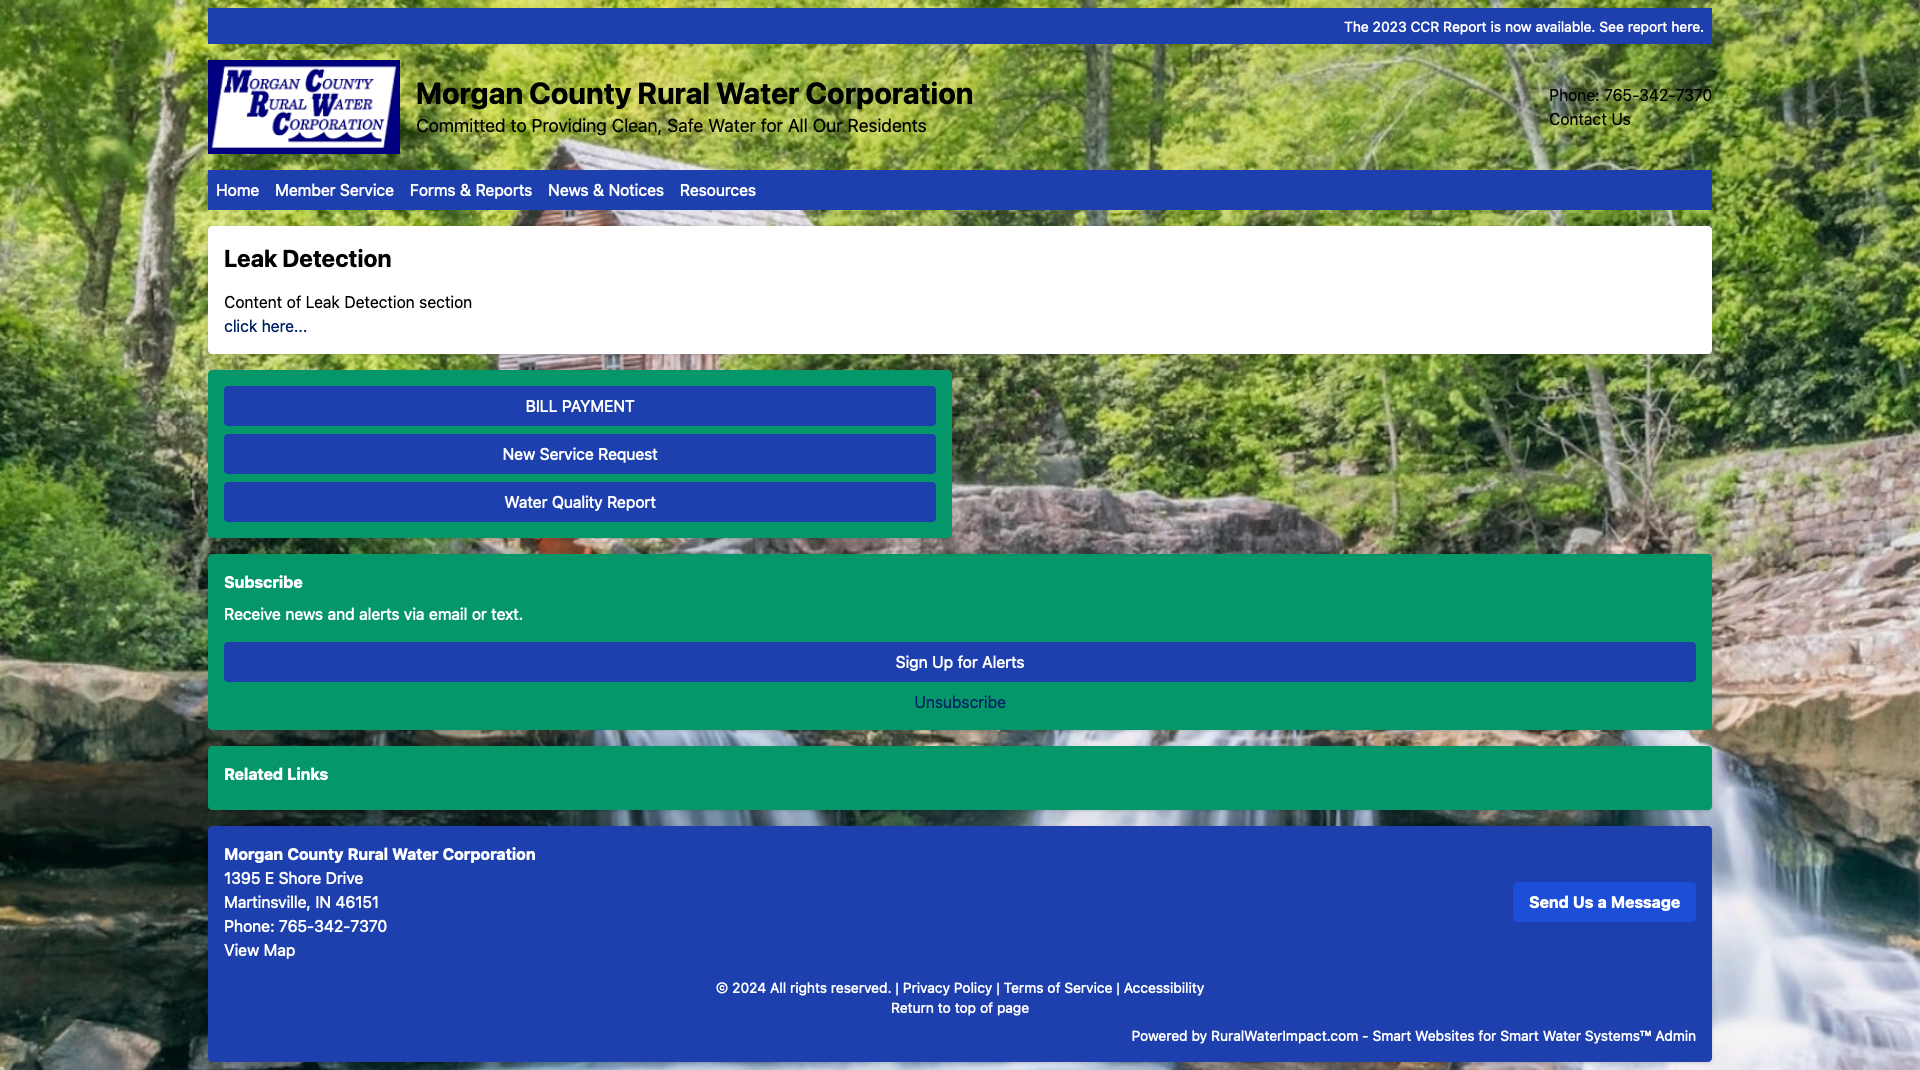 The 2023 CCR Report is now available. See report here.
MORGAN COUNTY
RURAL WATER
CORPORATION
Morgan County Rural Water Corporation
Committed to Providing Clean, Safe Water for All Our Residents
Phone: 765-342-7370
Contact Us
Home Member Service Forms & Reports News & Notices Resources
Leak Detection
Content of Leak Detection section
click here...
BILL PAYMENT
New Service Request
Water Quality Report
Subscribe
Receive news and alerts via email or text.
Sign Up for Alerts
Unsubscribe
Related Links
Morgan County Rural Water Corporation
1395 E Shore Drive
Martinsville, IN 46151
Phone: 765-342-7370
View Map
Send Us a Message
© 2024 All rights reserved. | Privacy Policy | Terms of Service | Accessibility
Return to top of page
Powered by RuralWaterImpact.com - Smart Websites for Smart Water Systems™ Admin